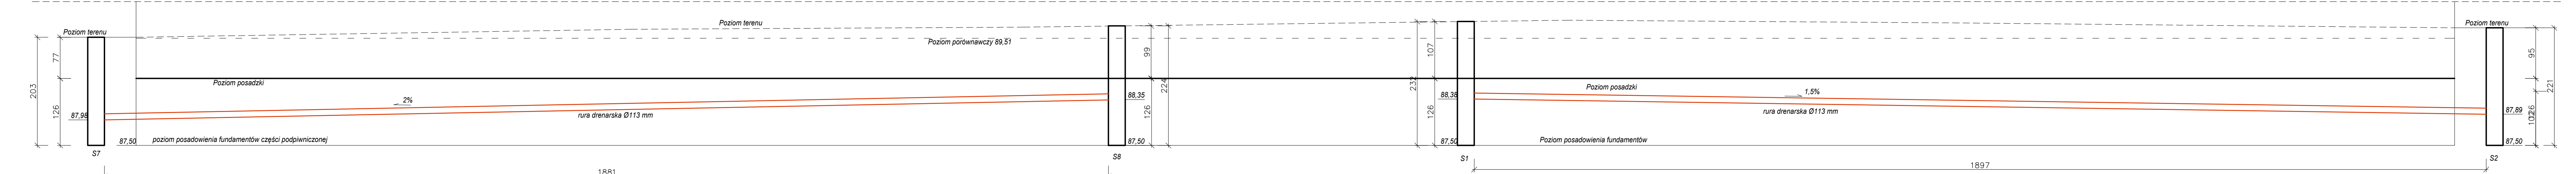 Poziom terenu
Poziom terenu
Poziom terenu
Poziom porównawczy 89,51
77
99
107
95
203
224
232
221
Poziom posadzki
Poziom posadzki
2%
1,5%
88,35
88,38
126
126
126
87,98
rura drenarska Ø113 mm
rura drenarska Ø113 mm
87,89
87,50
poziom posadowienia fundamentów części podpiwniczonej
87,50
87,50
Poziom posadowienia fundamentów
87,50
S7
S8
S1
S2
1881
1897